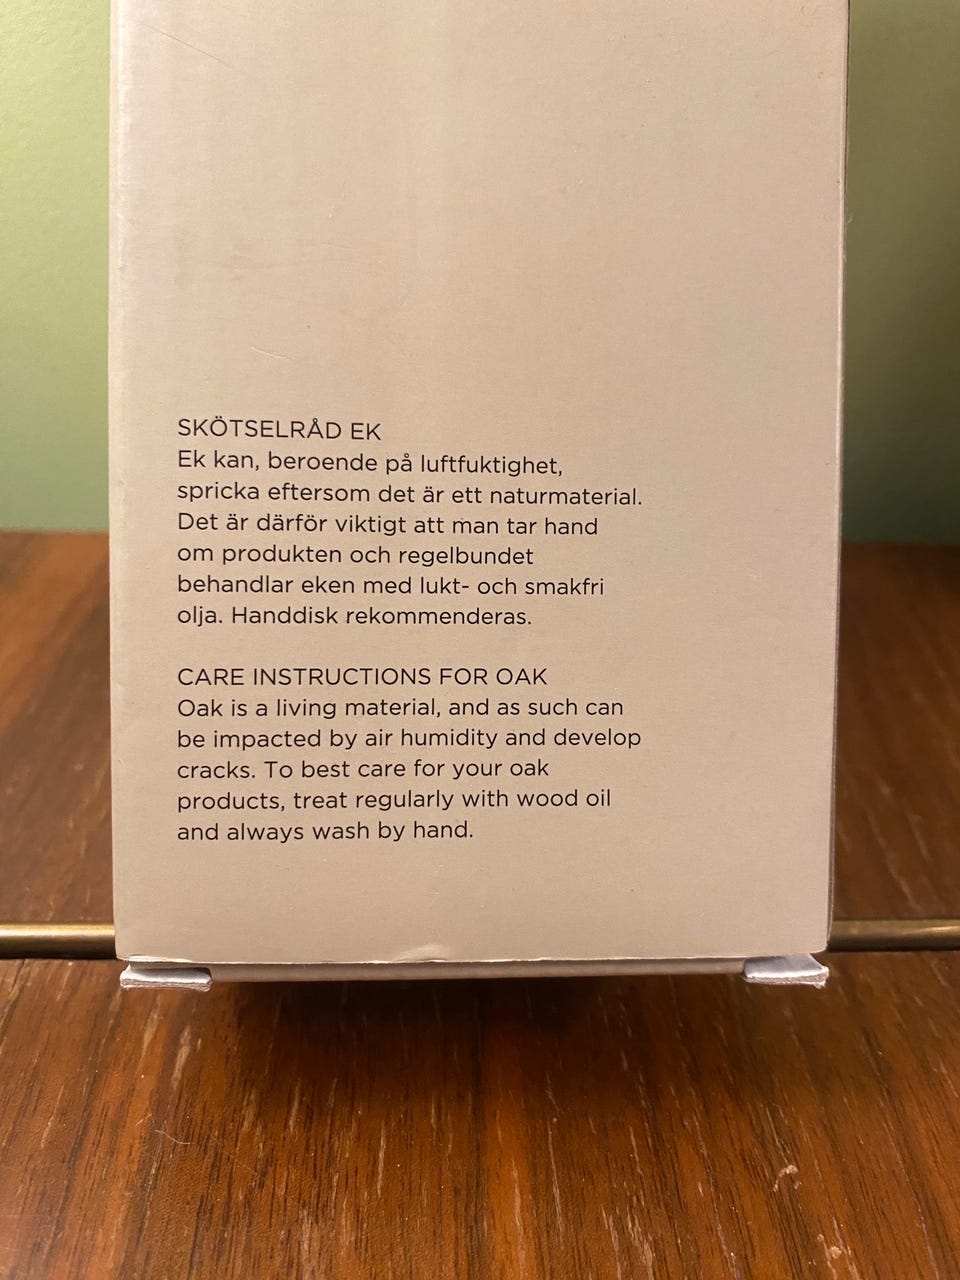 SKÖTSELRÅD EK
Ek kan, beroende på luftfuktighet,
spricka eftersom det är ett naturmaterial.
Det är därför viktigt att man tar hand
om produkten och regelbundet
behandlar eken med lukt- och smakfri
olja. Handdisk rekommenderas.
CARE INSTRUCTIONS FOR OAK
Oak is a living material, and as such can
be impacted by air humidity and develop
cracks. To best care for your oak
products, treat regularly with wood oil
and always wash by hand.